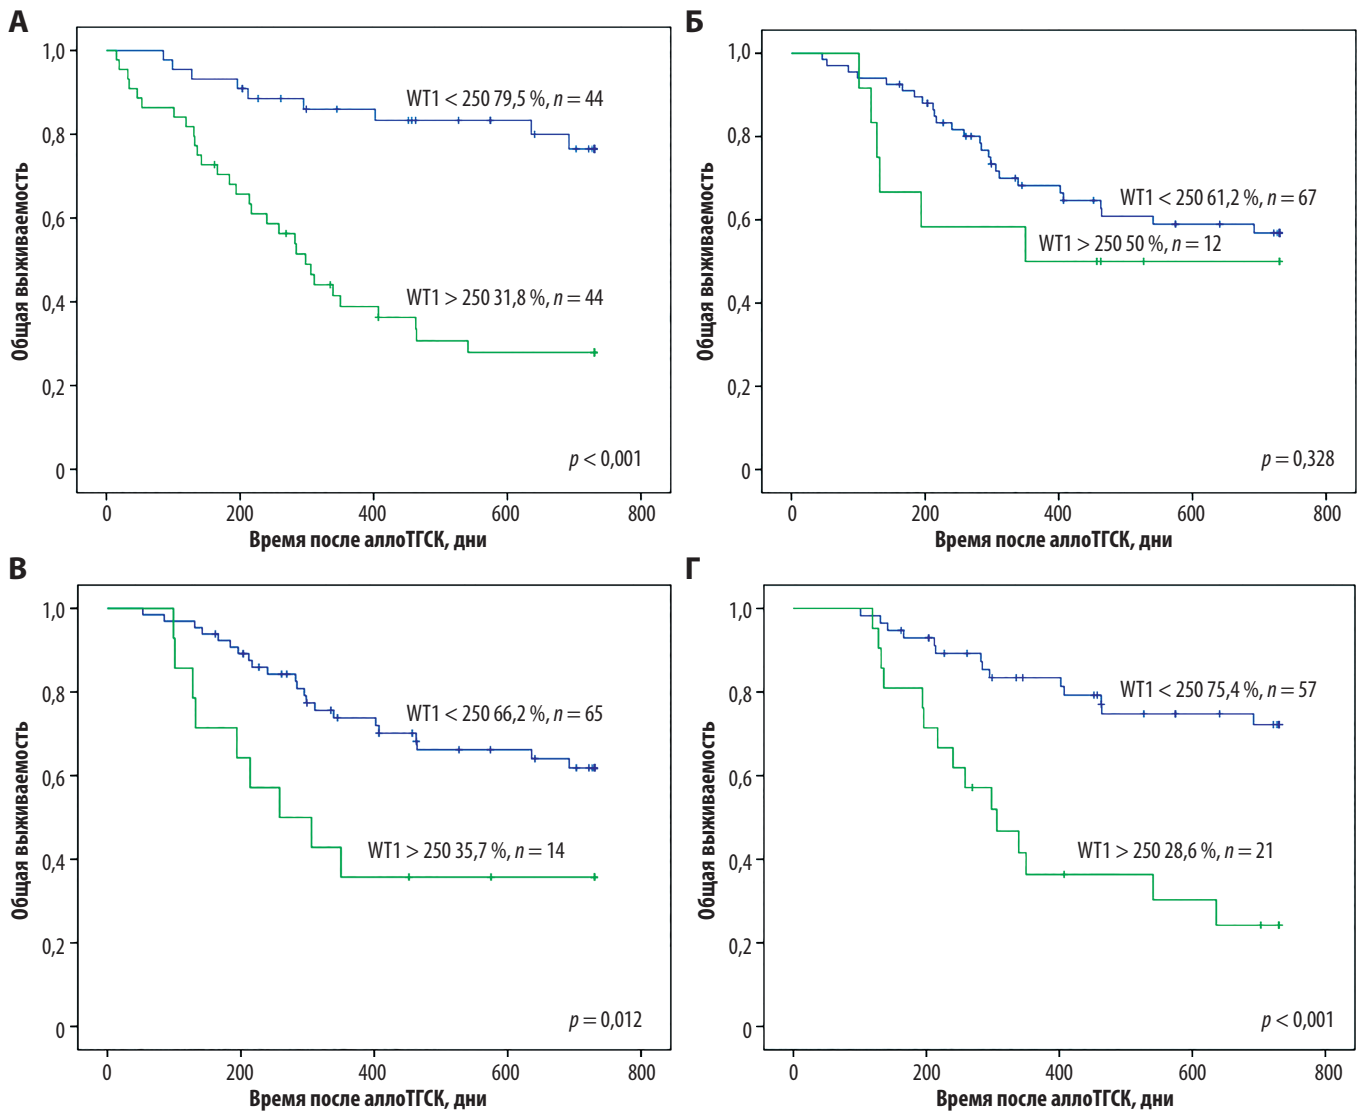 А
Общая выживаемость
1,0
0,8
0,6
0,4
0,2
0
WT1 < 250 79,5 %, n = 44
WT1 > 250 31,8 %, n = 44
p < 0,001
0 200 400 600 800
Время после аллоТГСК, дни
Б
Общая выживаемость
1,0
0,8
0,6
0,4
0,2
0
WT1 < 250 61,2 %, n = 67
WT1 > 250 50 %, n = 12
p = 0,328
0 200 400 600 800
Время после аллоТГСК, дни
В
Общая выживаемость
1,0
0,8
0,6
0,4
0,2
0
WT1 < 250 66,2 %, n = 65
WT1 > 250 35,7 %, n = 14
p = 0,012
0 200 400 600 800
Время после аллоТГСК, дни
Г
Общая выживаемость
1,0
0,8
0,6
0,4
0,2
0
WT1 < 250 75,4 %, n = 57
WT1 > 250 28,6 %, n = 21
p < 0,001
0 200 400 600 800
Время после аллоТГСК, дни